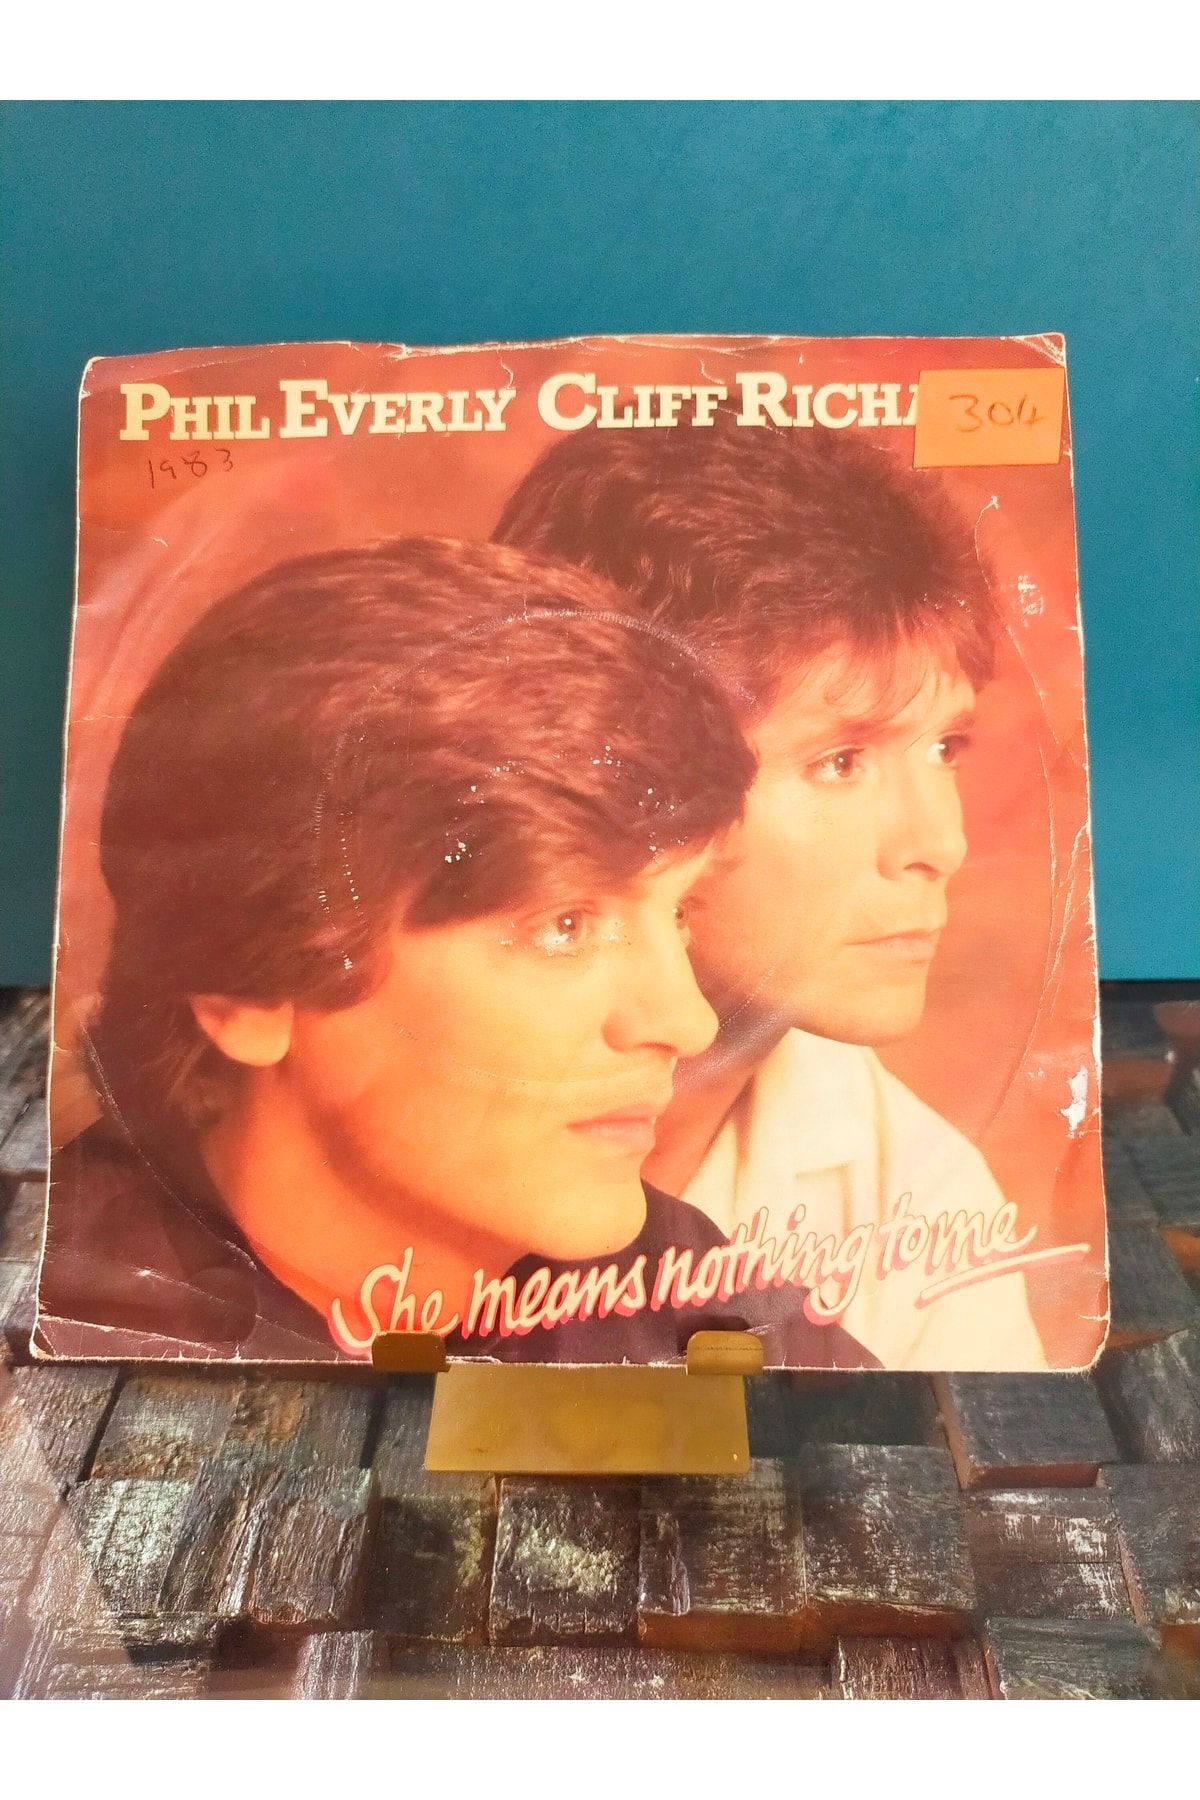 PHIL EVERLY CLIFF RICHA
304
1983
She means nothing to me